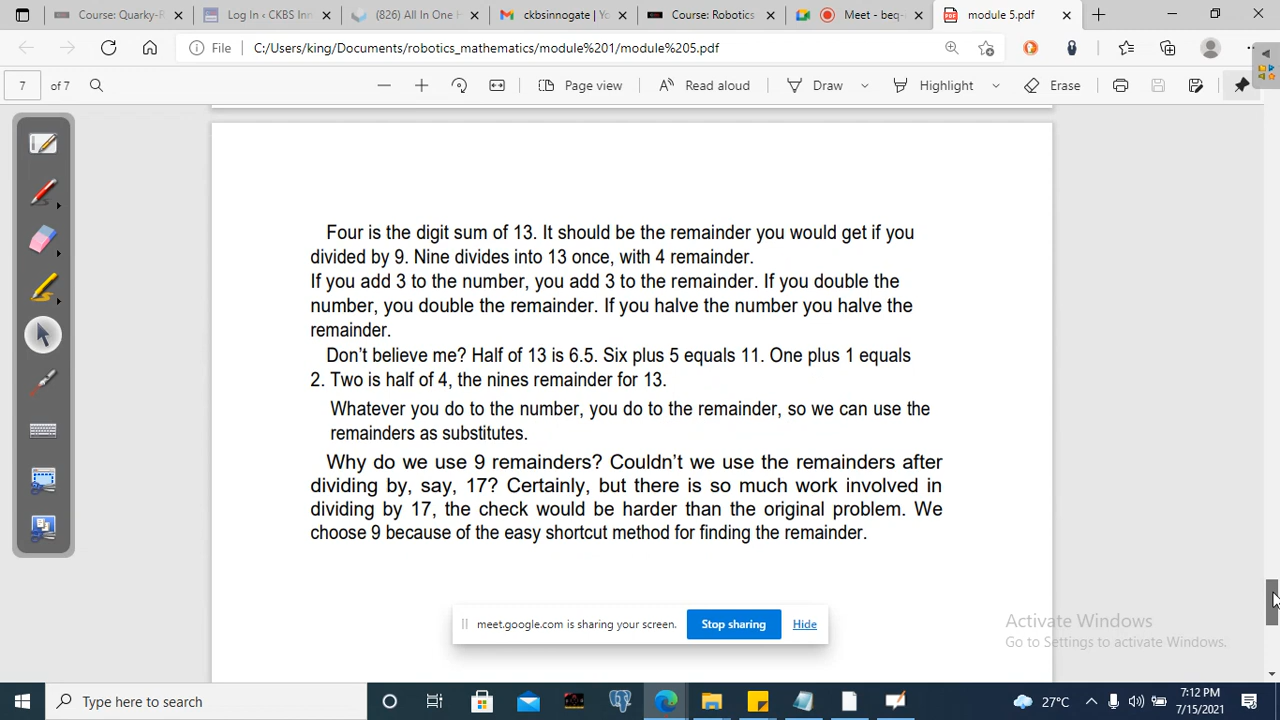 Course: Quarky-R
Log In ‹ CKBS Inn
(826) All In One H
ckbsinnogate | Yo
Course: Robotics
Meet - beq-
module 5.pdf
File C:/Users/king/Documents/robotics_mathematics/module%201/module%205.pdf
7 of 7 Page view Read aloud Draw Highlight Erase
Four is the digit sum of 13. It should be the remainder you would get if you
divided by 9. Nine divides into 13 once, with 4 remainder.
If you add 3 to the number, you add 3 to the remainder. If you double the
number, you double the remainder. If you halve the number you halve the
remainder.
Don't believe me? Half of 13 is 6.5. Six plus 5 equals 11. One plus 1 equals
2. Two is half of 4, the nines remainder for 13.
Whatever you do to the number, you do to the remainder, so we can use the
remainders as substitutes.
Why do we use 9 remainders? Couldn't we use the remainders after
dividing by, say, 17? Certainly, but there is so much work involved in
dividing by 17, the check would be harder than the original problem. We
choose 9 because of the easy shortcut method for finding the remainder.
meet.google.com is sharing your screen. Stop sharing Hide
Activate Windows
Go to Settings to activate Windows.
Type here to search
27°C
7:12 PM
7/15/2021